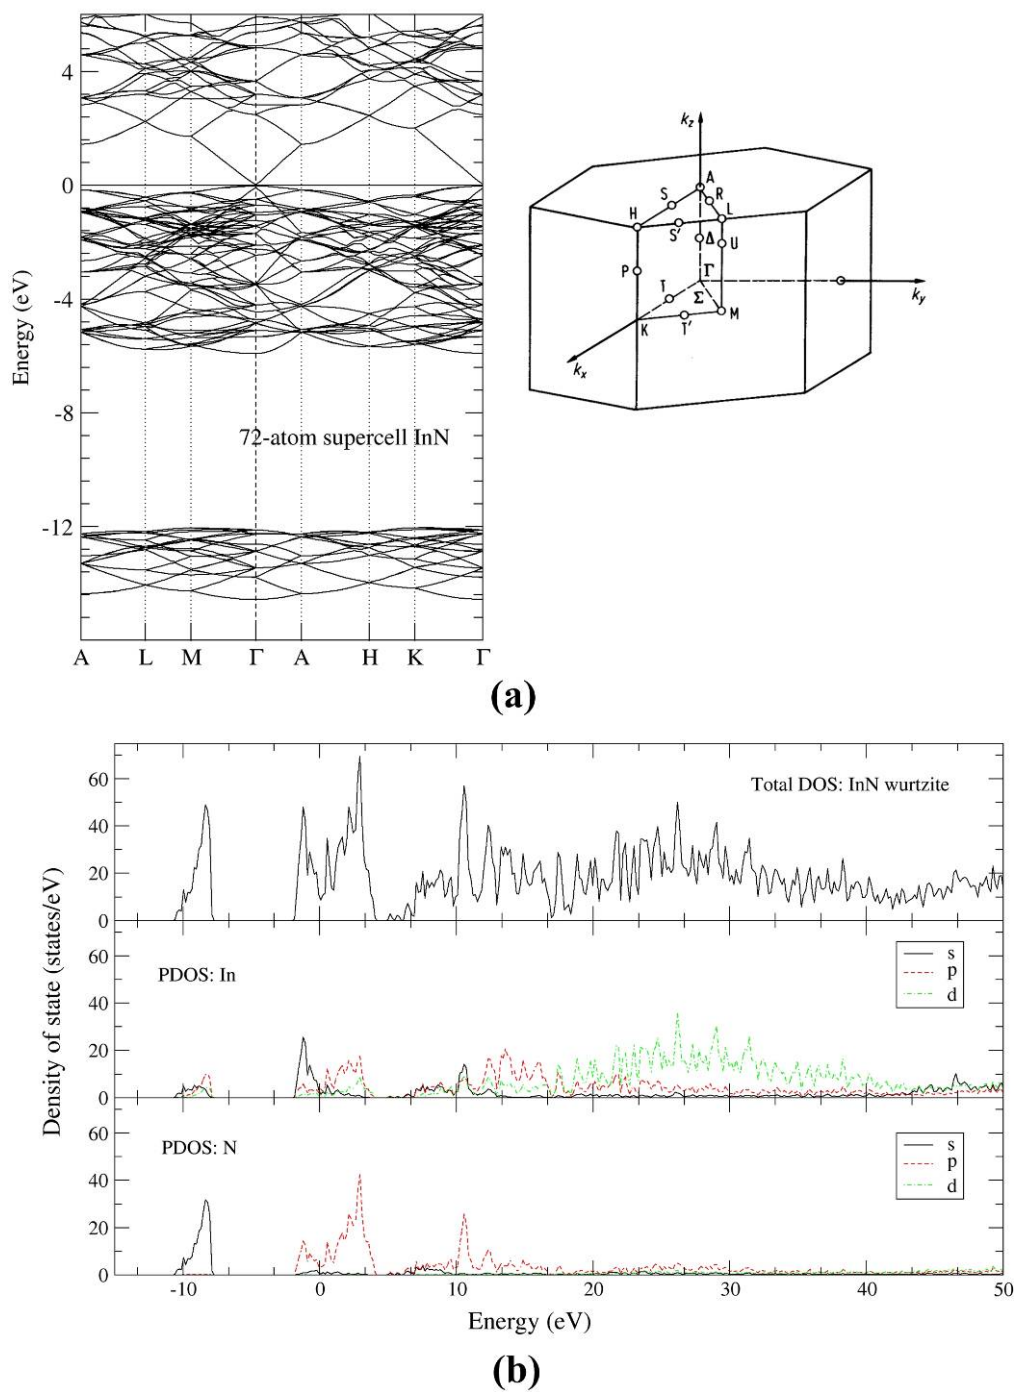 4
0
-4
-8
-12
Energy (eV)
72-atom supercell InN
A L M Γ A H K Γ
k_z
A
S R
H L
S' Δ U
P Γ
T Σ
k_y
K T' M
k_x
(a)
Total DOS: InN wurtzite
60
40
20
0
PDOS: In
s
p
d
60
40
20
0
PDOS: N
s
p
d
60
40
20
0
Density of state (states/eV)
-10 0 10 20 30 40 50
Energy (eV)
(b)